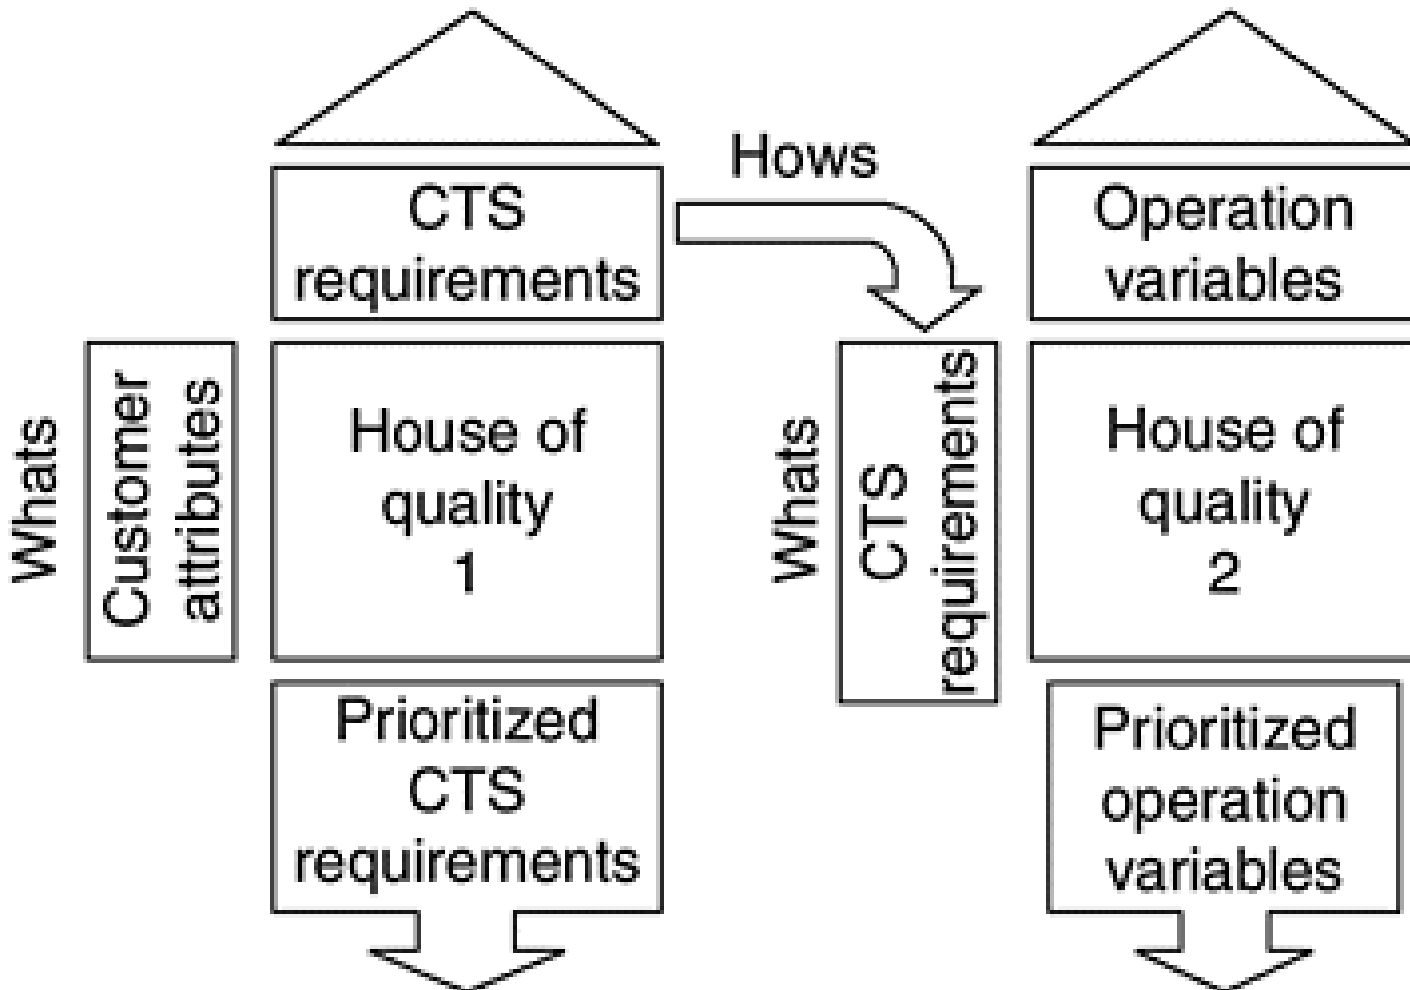 CTS
requirements
Hows
Operation
variables
Whats
Customer
attributes
House of
quality
1
Whats
CTS
requirements
House of
quality
2
Prioritized
CTS
requirements
Prioritized
operation
variables